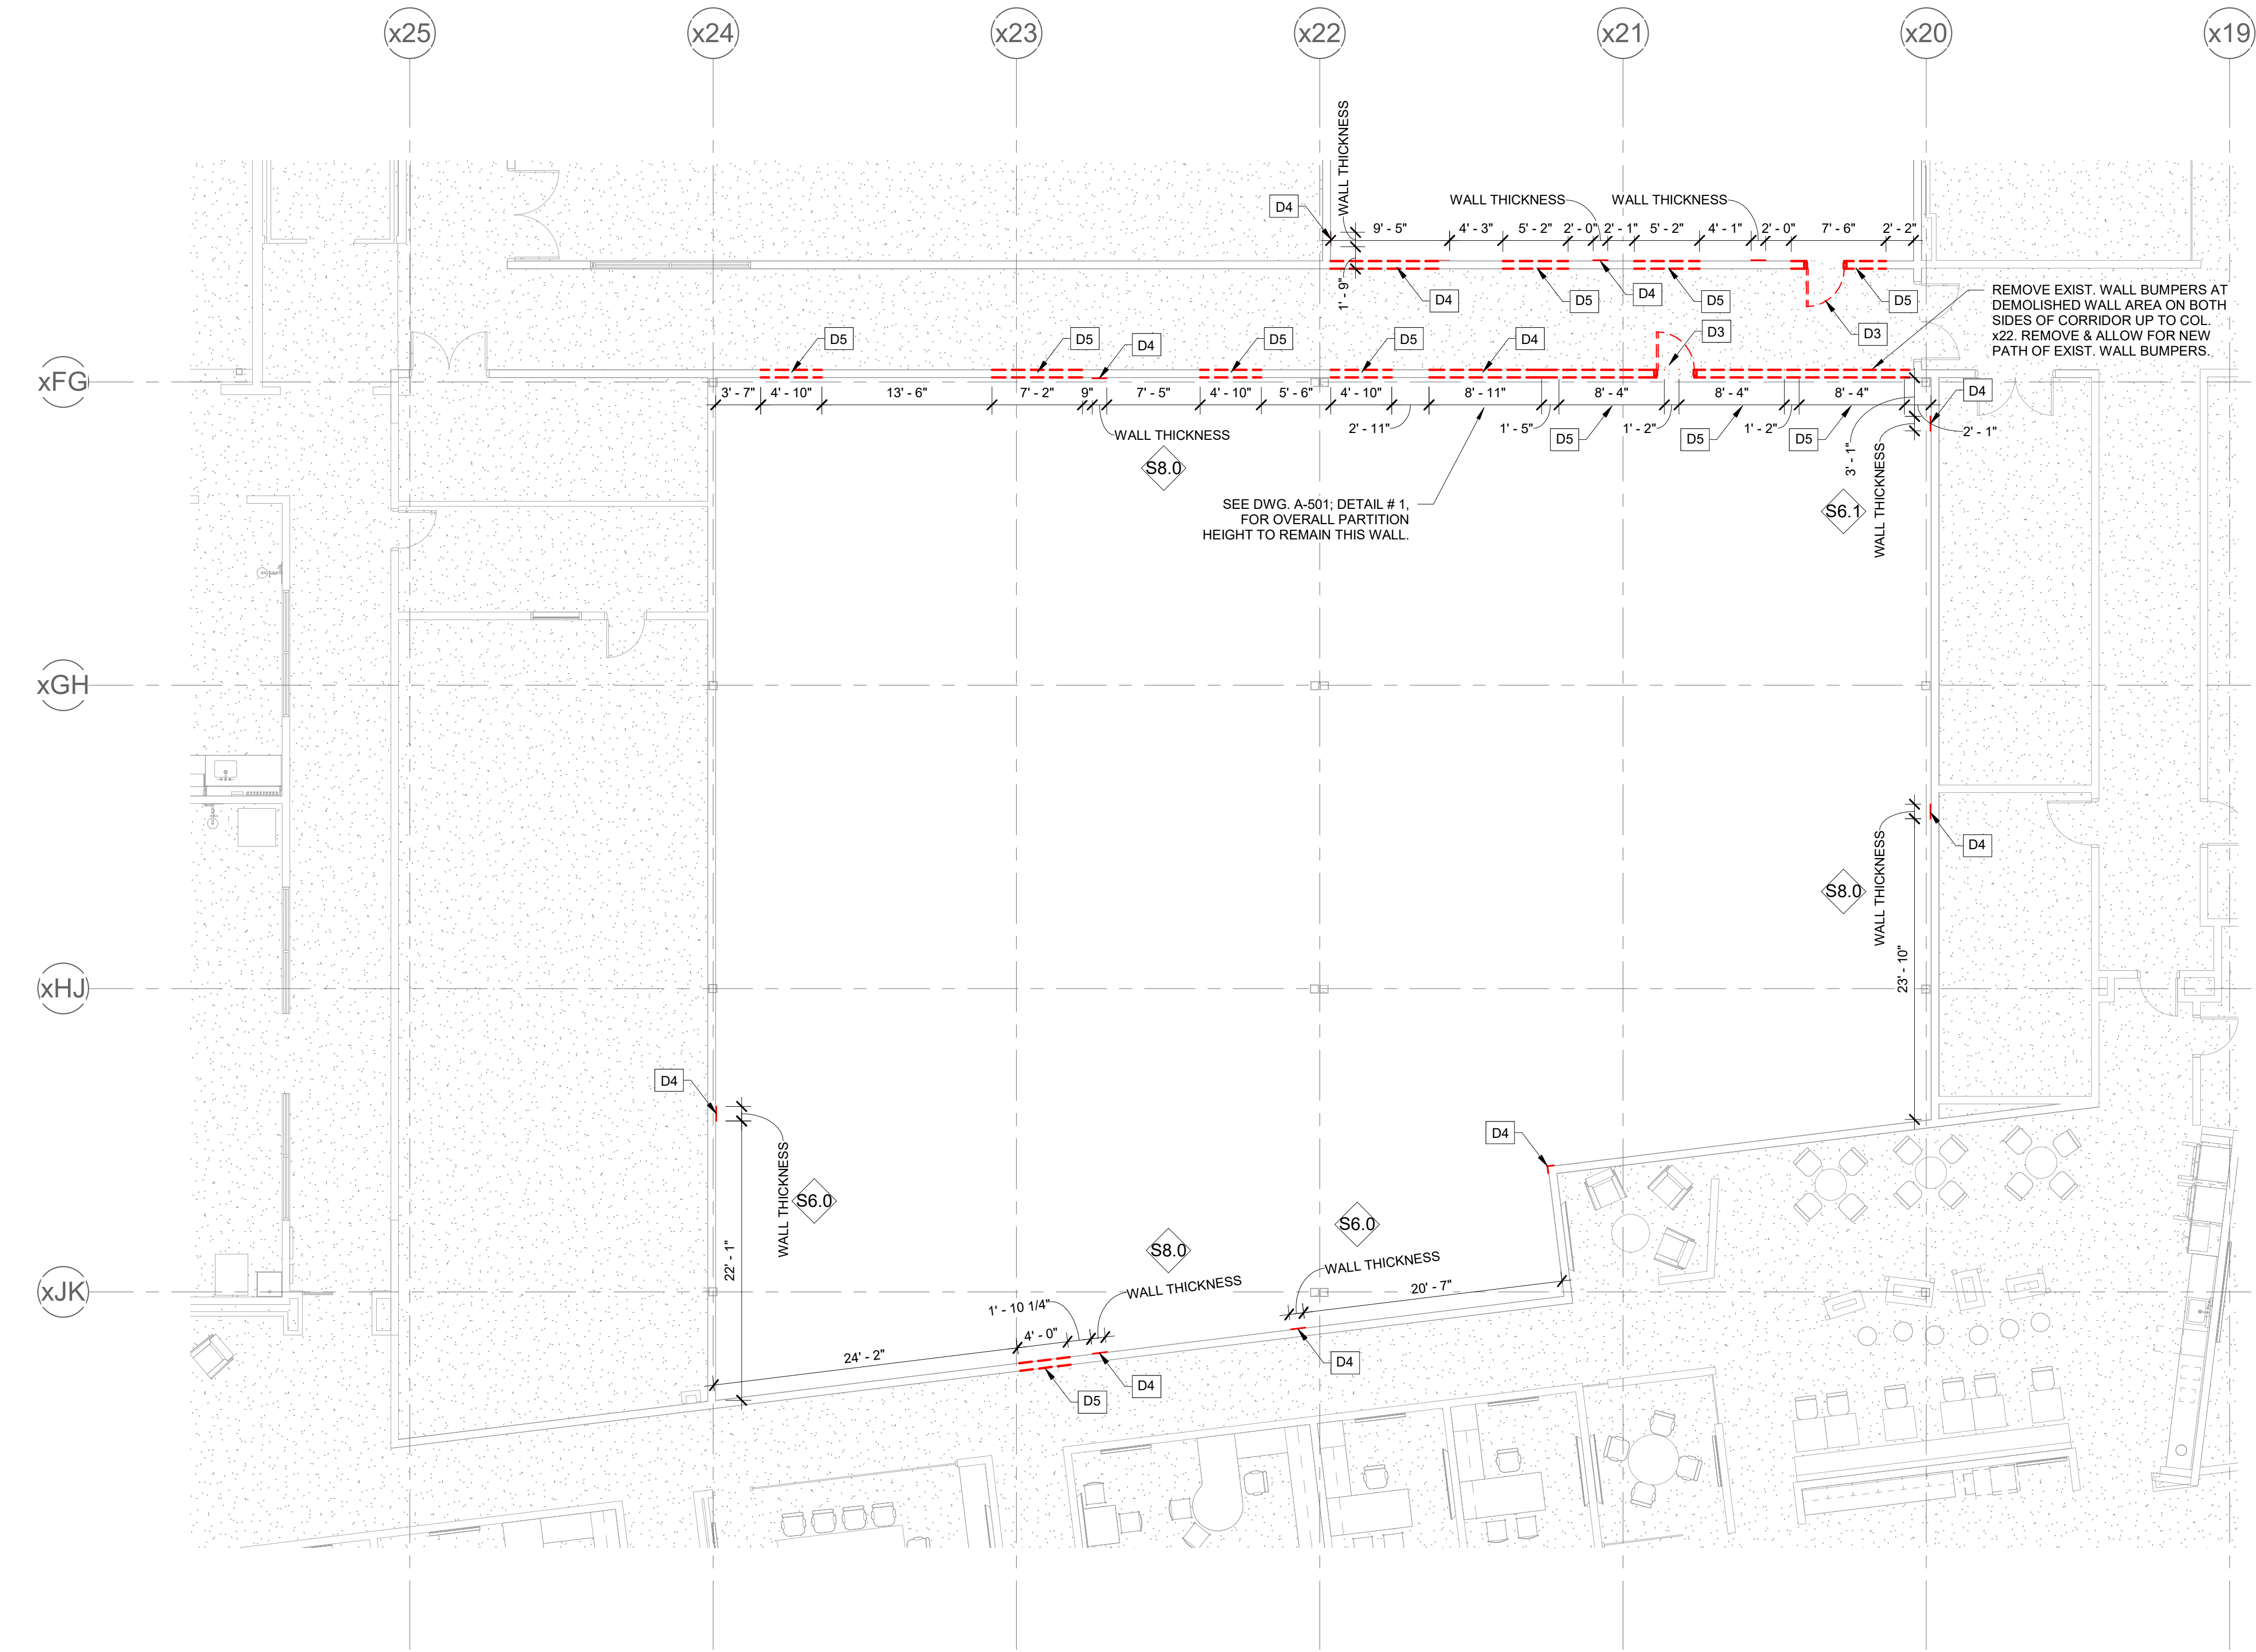 x25
x24
x23
x22
x21
x20
x19
WALL THICKNESS
WALL THICKNESS
WALL THICKNESS
D4
9' - 5"
4' - 3"
5' - 2"
2' - 0"
2' - 1"
5' - 2"
4' - 1"
2' - 0"
7' - 6"
2' - 2"
1' - 9"
D4
D5
D4
D5
D3
D5
REMOVE EXIST. WALL BUMPERS AT
DEMOLISHED WALL AREA ON BOTH
SIDES OF CORRIDOR UP TO COL.
x22. REMOVE & ALLOW FOR NEW
PATH OF EXIST. WALL BUMPERS.
D5
D5
D4
D5
D5
D4
D3
xFG
3' - 7"
4' - 10"
13' - 6"
7' - 2"
9"
7' - 5"
4' - 10"
5' - 6"
4' - 10"
8' - 11"
8' - 4"
8' - 4"
8' - 4"
D4
2' - 11"
1' - 5"
1' - 2"
1' - 2"
2' - 1"
WALL THICKNESS
D5
D5
D5
3' - 1"
S8.0
SEE DWG. A-501; DETAIL # 1,
FOR OVERALL PARTITION
HEIGHT TO REMAIN THIS WALL.
S6.1
WALL THICKNESS
xGH
D4
S8.0
WALL THICKNESS
23' - 10"
xHJ
D4
D4
WALL THICKNESS
S6.0
22' - 1"
S8.0
S6.0
WALL THICKNESS
WALL THICKNESS
20' - 7"
xJK
1' - 10 1/4"
4' - 0"
24' - 2"
D4
D4
D5